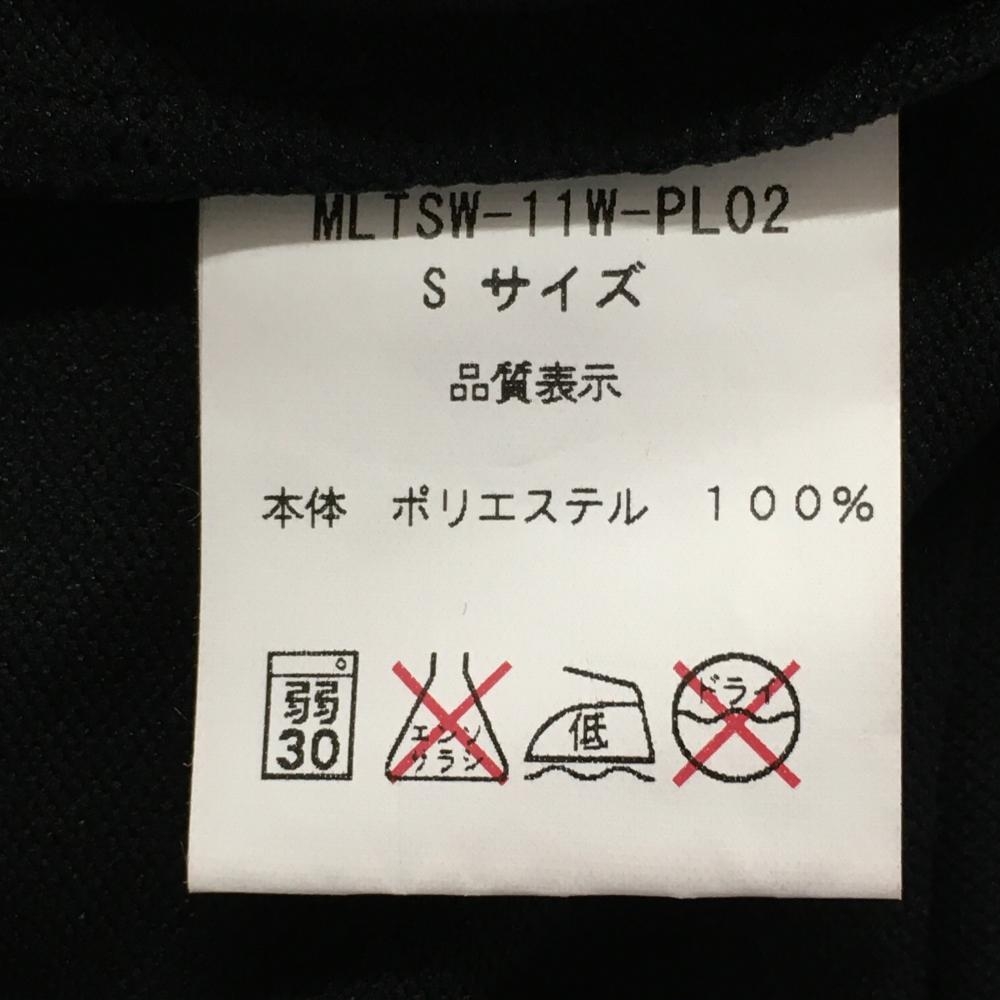 MLTSW-11W-PL02
S サイズ
品質表示
本体 ポリエステル 100%
弱
30
エンソ
サラシ
低
ドライ